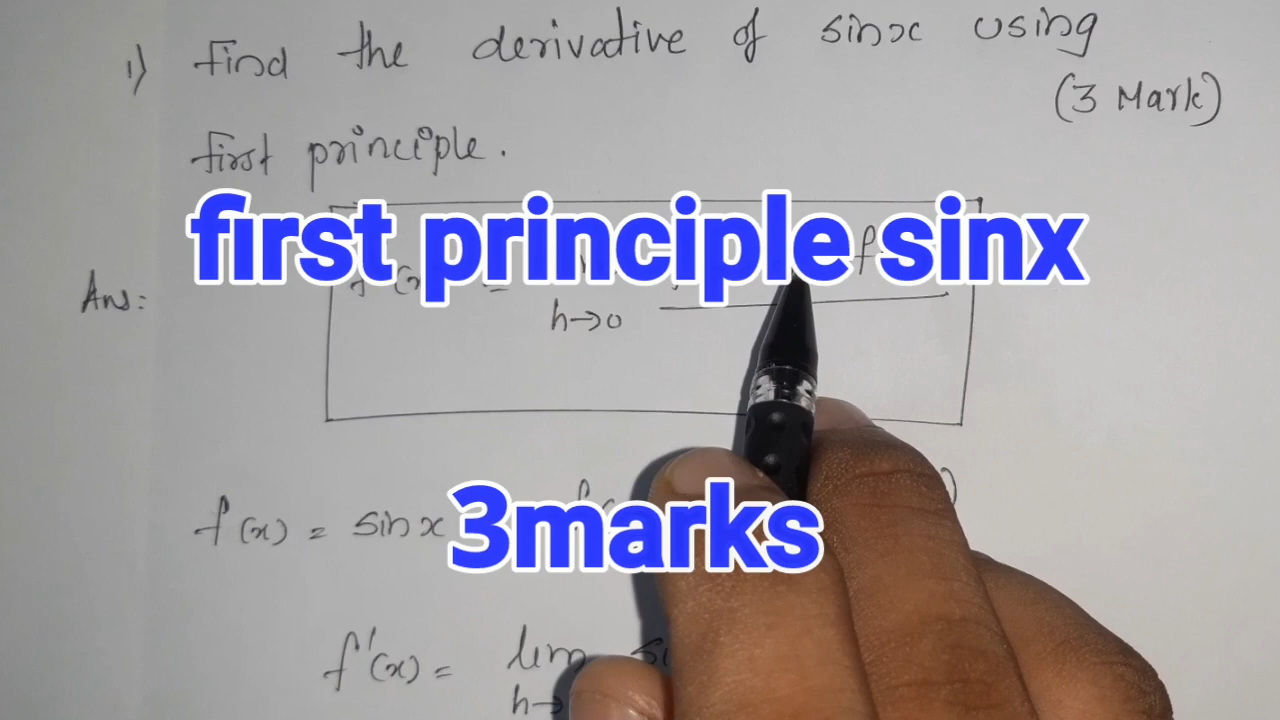 1) Find the derivative of sinx using
(3 Mark)
first principle.
first principle sinx
Ans:
h→0
f(x) = sinx
3marks
f'(x) = lim
h→